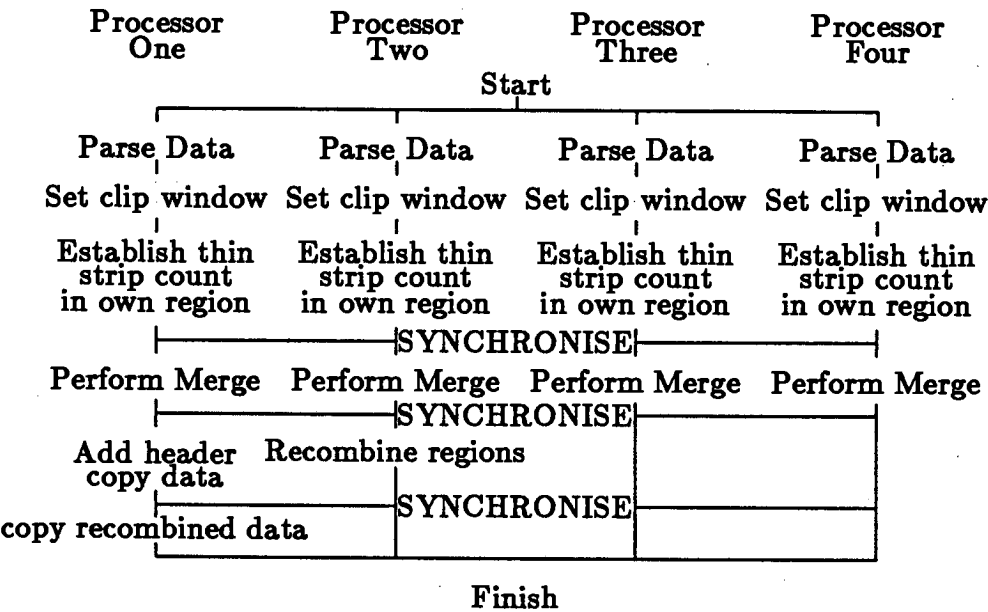 Processor Processor Processor Processor
One Two Three Four
Start
Parse Data Parse Data Parse Data Parse Data
Set clip window Set clip window Set clip window Set clip window
Establish thin Establish thin Establish thin Establish thin
strip count strip count strip count strip count
in own region in own region in own region in own region
SYNCHRONISE
Perform Merge Perform Merge Perform Merge Perform Merge
SYNCHRONISE
Add header Recombine regions
copy data
SYNCHRONISE
copy recombined data
Finish